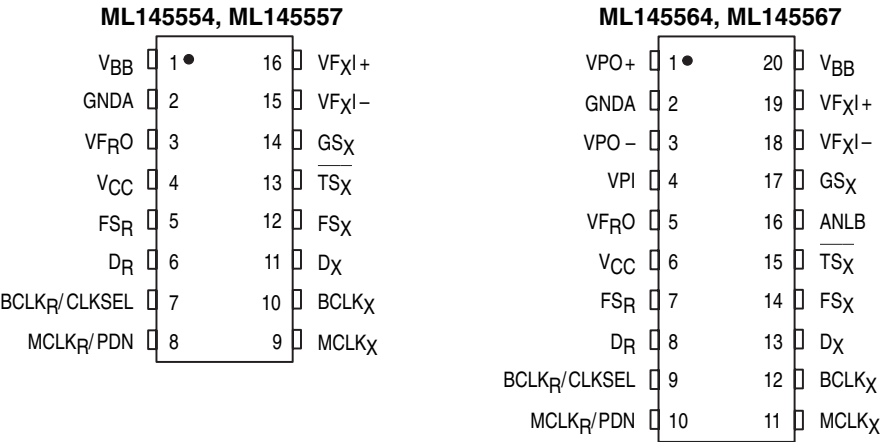 ML145554, ML145557
VBB 1 16 VFXI+
GNDA 2 15 VFXI–
VFRO 3 14 GSX
VCC 4 13 TSX
FSR 5 12 FSX
DR 6 11 DX
BCLKR/CLKSEL 7 10 BCLKX
MCLKR/PDN 8 9 MCLKX
ML145564, ML145567
VPO+ 1 20 VBB
GNDA 2 19 VFXI+
VPO– 3 18 VFXI–
VPI 4 17 GSX
VFRO 5 16 ANLB
VCC 6 15 TSX
FSR 7 14 FSX
DR 8 13 DX
BCLKR/CLKSEL 9 12 BCLKX
MCLKR/PDN 10 11 MCLKX